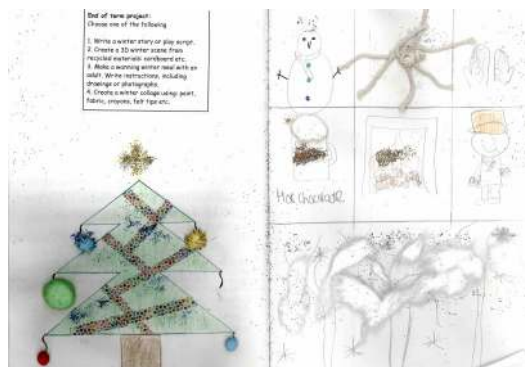 End of term project:
Choose one of the following
1. Write a winter story or play script.
2. Create a 3D winter scene from
recycled materials: cardboard etc.
3. Make a warming winter meal with an
adult. Write instructions, including
drawings or photographs.
4. Create a winter collage using: paint,
fabric, crayons, felt tips etc.
Hot Chocolate